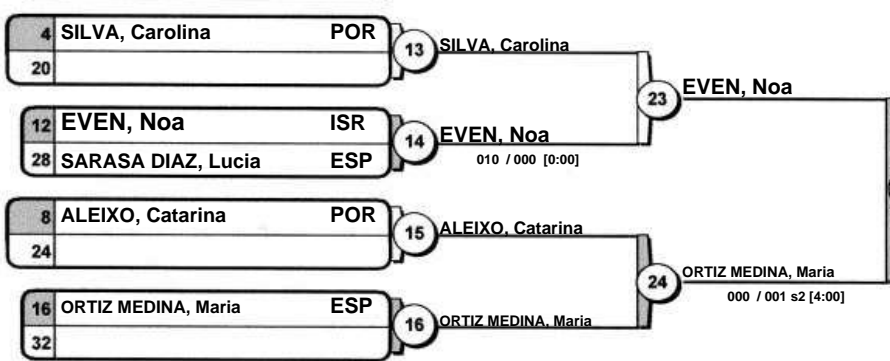 4 SILVA, Carolina POR
20
13 SILVA, Carolina
12 EVEN, Noa ISR
28 SARASA DIAZ, Lucia ESP
14 EVEN, Noa
010 / 000 [0:00]
23 EVEN, Noa
8 ALEIXO, Catarina POR
24
15 ALEIXO, Catarina
16 ORTIZ MEDINA, Maria ESP
32
16 ORTIZ MEDINA, Maria
24 ORTIZ MEDINA, Maria
000 / 001 s2 [4:00]